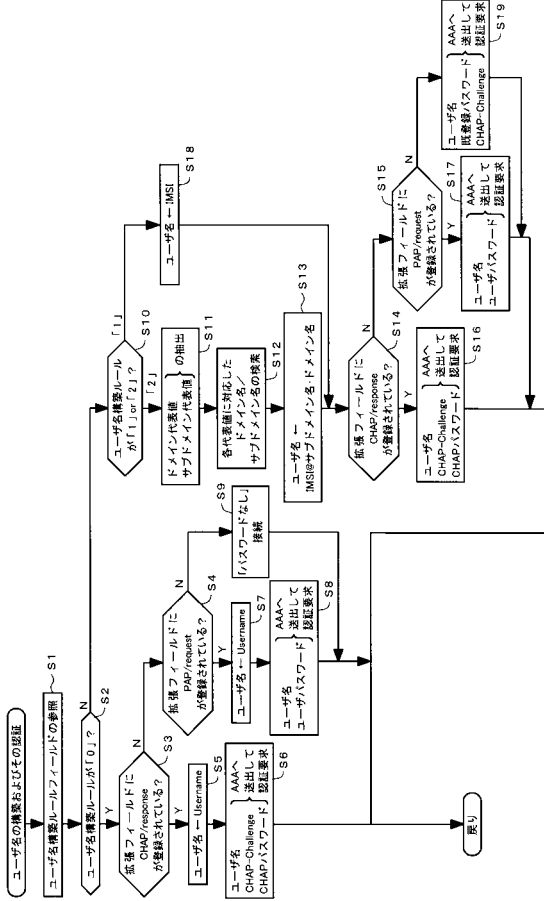 ユーザ名の構築およびその認証
ユーザ名構築ルールフィールドの参照
S1
ユーザ名構築ルールが「0」?
S2
N
Y
拡張フィールドに
CHAP/response
が登録されている?
S3
N
Y
ユーザ名 ← Username
S5
ユーザ名
CHAP-Challenge
CHAPパスワード
AAAへ
送出して
認証要求
S6
戻り
拡張フィールドに
PAP/request
が登録されている?
S4
N
Y
ユーザ名 ← Username
S7
ユーザ名
ユーザパスワード
AAAへ
送出して
認証要求
S8
「パスワードなし」
接続
S9
ユーザ名構築ルール
が「1」or「2」?
S10
「1」
「2」
ドメイン代表値
サブドメイン代表値
の抽出
S11
各代表値に対応した
ドメイン名/
サブドメイン名の検索
S12
ユーザ名 ←
IMSI@サブドメイン名・ドメイン名
S13
ユーザ名 ← IMSI
S18
拡張フィールドに
CHAP/response
が登録されている?
S14
N
Y
ユーザ名
CHAP-Challenge
CHAPパスワード
AAAへ
送出して
認証要求
S16
拡張フィールドに
PAP/request
が登録されている?
S15
N
Y
ユーザ名
ユーザパスワード
AAAへ
送出して
認証要求
S17
ユーザ名
既登録パスワード
CHAP-Challenge
AAAへ
送出して
認証要求
S19